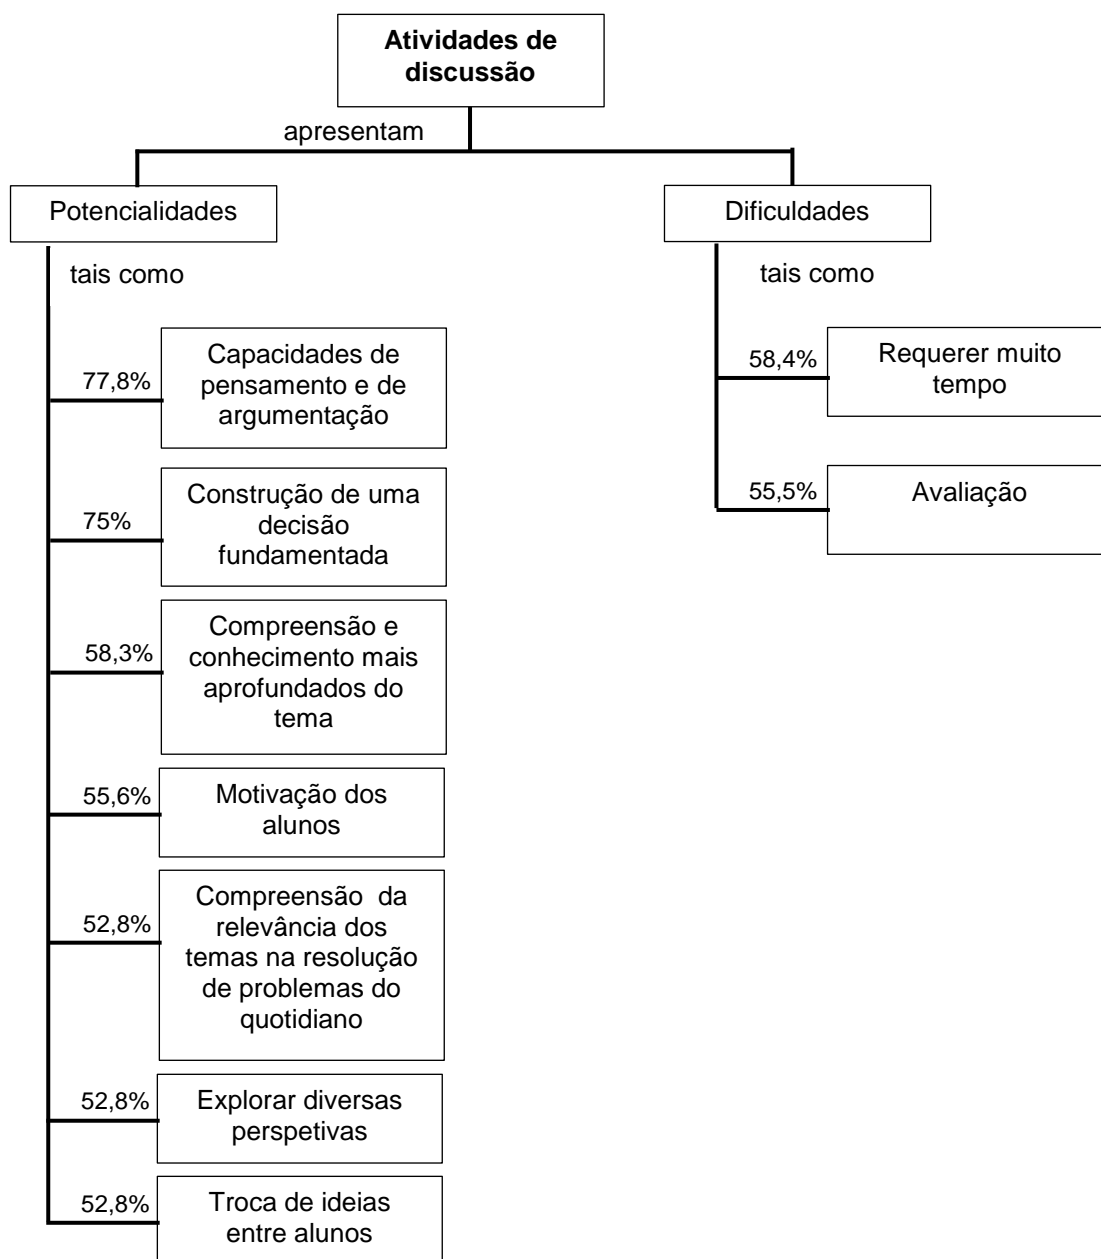 Atividades de
discussão
apresentam
Potencialidades
tais como
77,8%
Capacidades de
pensamento e de
argumentação
75%
Construção de uma
decisão
fundamentada
58,3%
Compreensão e
conhecimento mais
aprofundados do
tema
55,6%
Motivação dos
alunos
52,8%
Compreensão da
relevância dos
temas na resolução
de problemas do
quotidiano
52,8%
Explorar diversas
perspetivas
52,8%
Troca de ideias
entre alunos
Dificuldades
tais como
58,4%
Requerer muito
tempo
55,5%
Avaliação